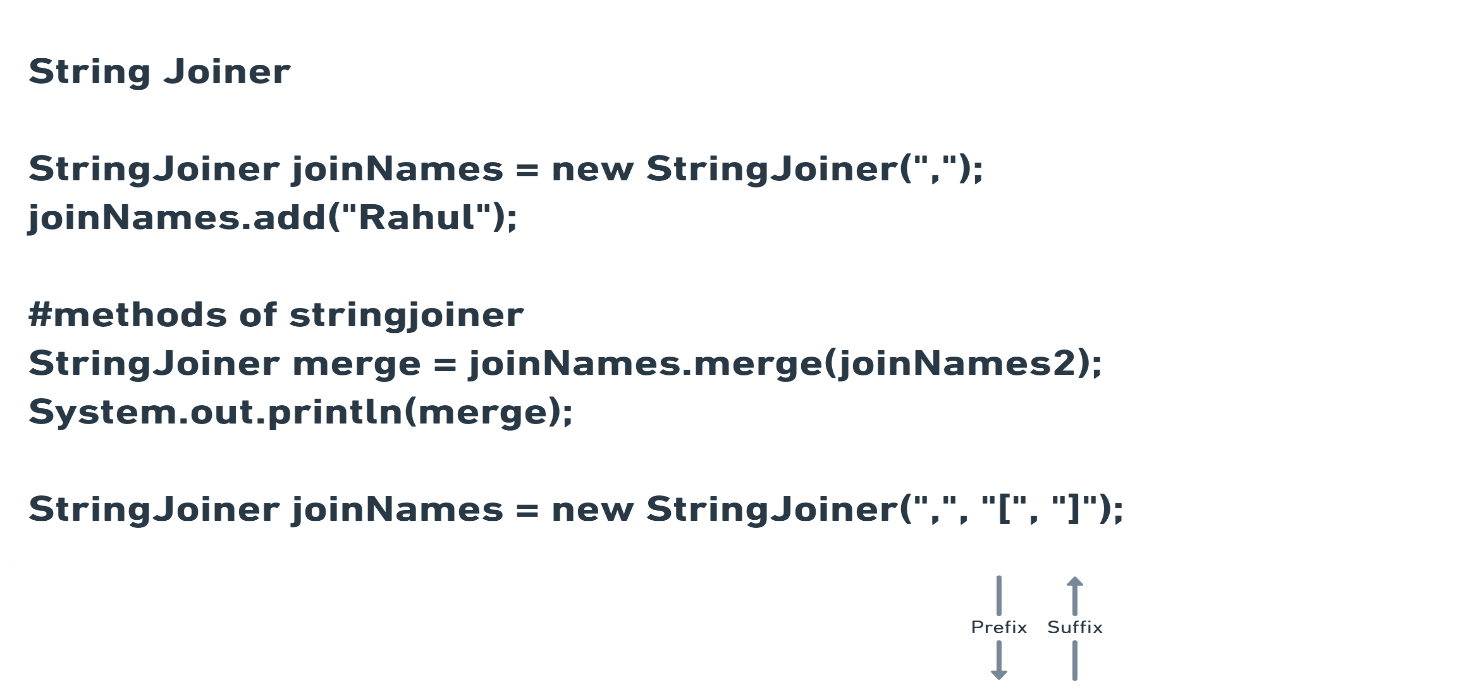 String Joiner
StringJoiner joinNames = new StringJoiner(",");
joinNames.add("Rahul");
#methods of stringjoiner
StringJoiner merge = joinNames.merge(joinNames2);
System.out.println(merge);
StringJoiner joinNames = new StringJoiner(",", "[", "]");
Prefix Suffix